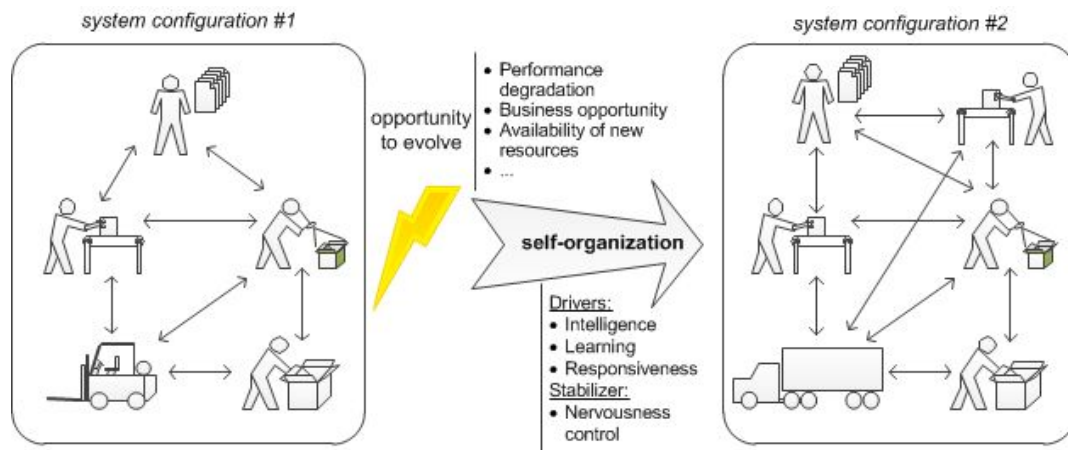 system configuration #1
opportunity
to evolve
• Performance
degradation
• Business opportunity
• Availability of new
resources
• ...
self-organization
Drivers:
• Intelligence
• Learning
• Responsiveness
Stabilizer:
• Nervousness
control
system configuration #2